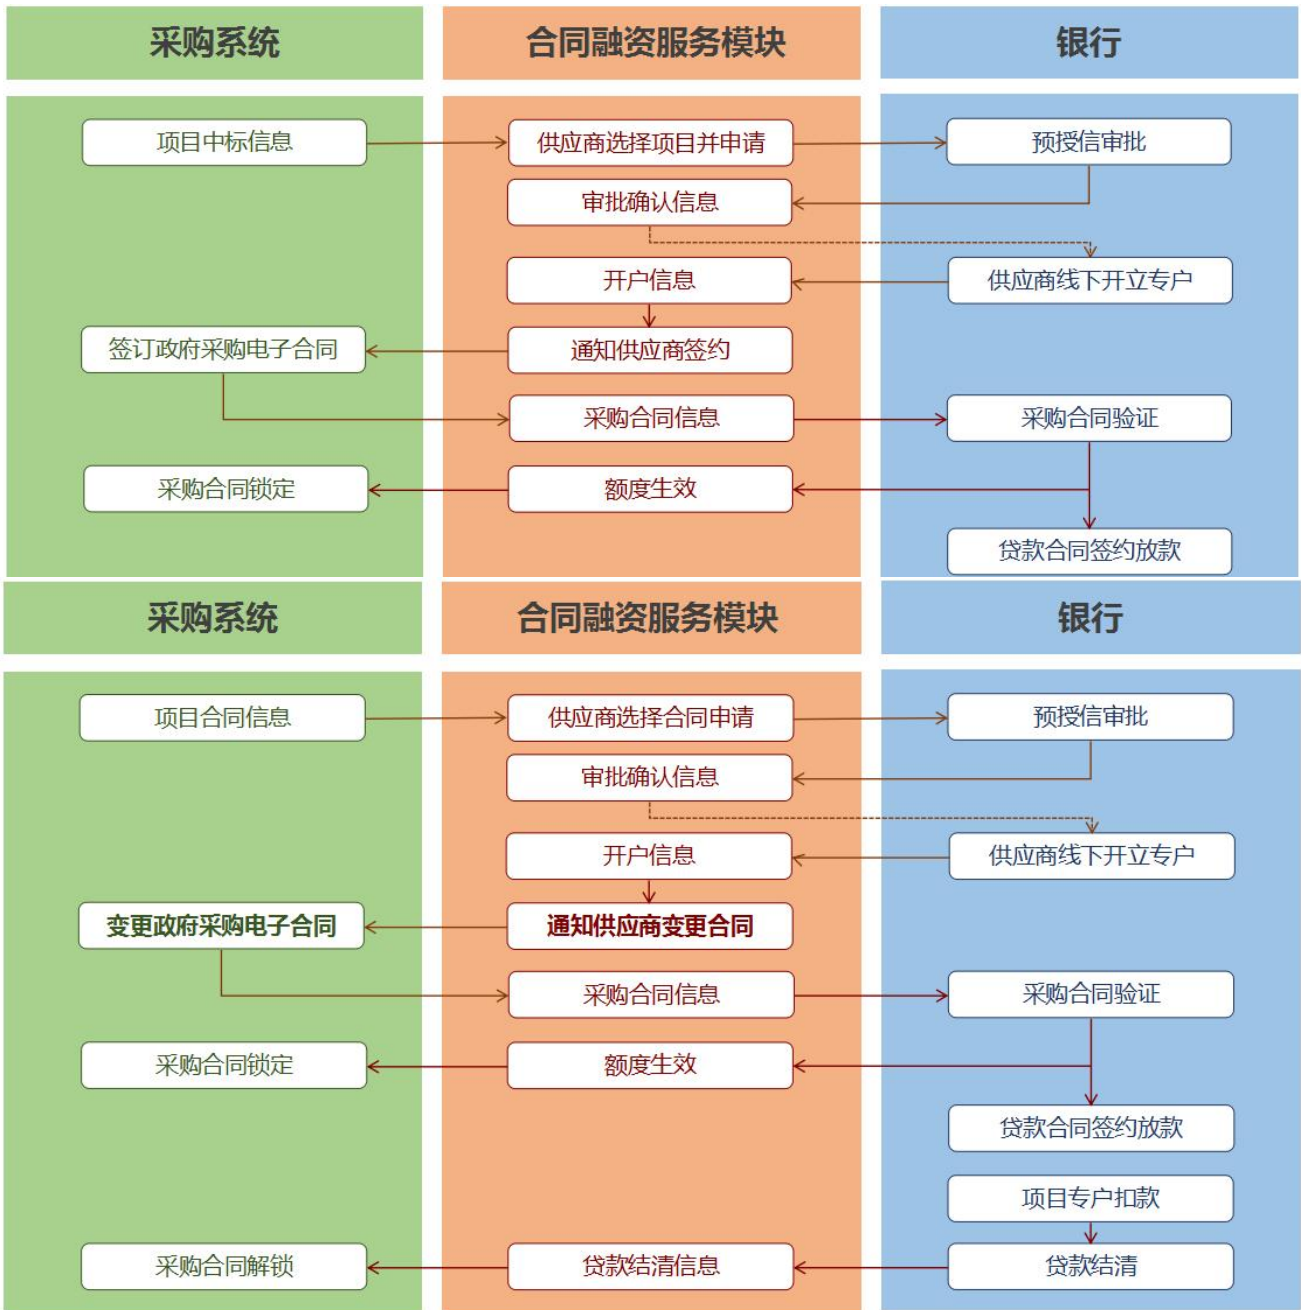 采购系统
合同融资服务模块
银行
项目中标信息
供应商选择项目并申请
预授信审批
审批确认信息
开户信息
供应商线下开立专户
签订政府采购电子合同
通知供应商签约
采购合同信息
采购合同验证
采购合同锁定
额度生效
贷款合同签约放款
采购系统
合同融资服务模块
银行
项目合同信息
供应商选择合同申请
预授信审批
审批确认信息
开户信息
供应商线下开立专户
变更政府采购电子合同
通知供应商变更合同
采购合同信息
采购合同验证
采购合同锁定
额度生效
贷款合同签约放款
项目专户扣款
采购合同解锁
贷款结清信息
贷款结清